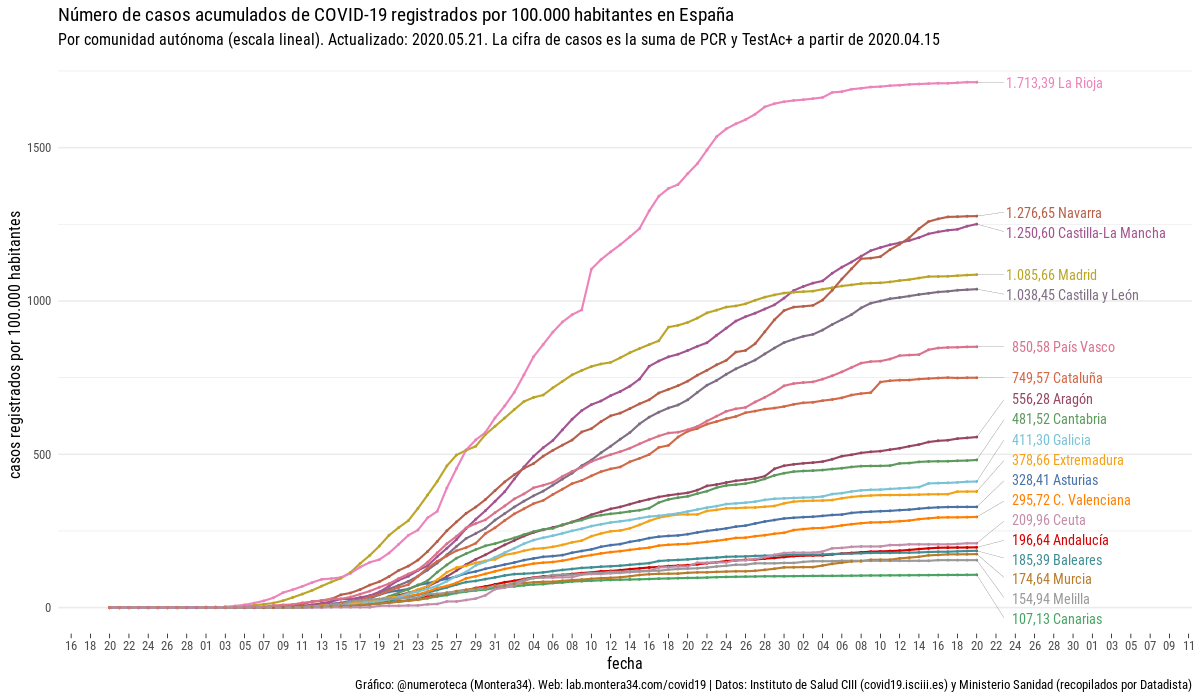 Número de casos acumulados de COVID-19 registrados por 100.000 habitantes en España
Por comunidad autónoma (escala lineal). Actualizado: 2020.05.21. La cifra de casos es la suma de PCR y TestAc+ a partir de 2020.04.15
casos registrados por 100.000 habitantes
1500
1000
500
0
1.713,39 La Rioja
1.276,65 Navarra
1.250,60 Castilla-La Mancha
1.085,66 Madrid
1.038,45 Castilla y León
850,58 País Vasco
749,57 Cataluña
556,28 Aragón
481,52 Cantabria
411,30 Galicia
378,66 Extremadura
328,41 Asturias
295,72 C. Valenciana
209,96 Ceuta
196,64 Andalucía
185,39 Baleares
174,64 Murcia
154,94 Melilla
107,13 Canarias
16 18 20 22 24 26 28 01 03 05 07 09 11 13 15 17 19 21 23 25 27 29 31 02 04 06 08 10 12 14 16 18 20 22 24 26 28 30 02 04 06 08 10 12 14 16 18 20 22 24 26 28 30 01 03 05 07 09 11
fecha
Gráfico: @numeroteca (Montera34). Web: lab.montera34.com/covid19 | Datos: Instituto de Salud CIII (covid19.isciii.es) y Ministerio Sanidad (recopilados por Datadista)